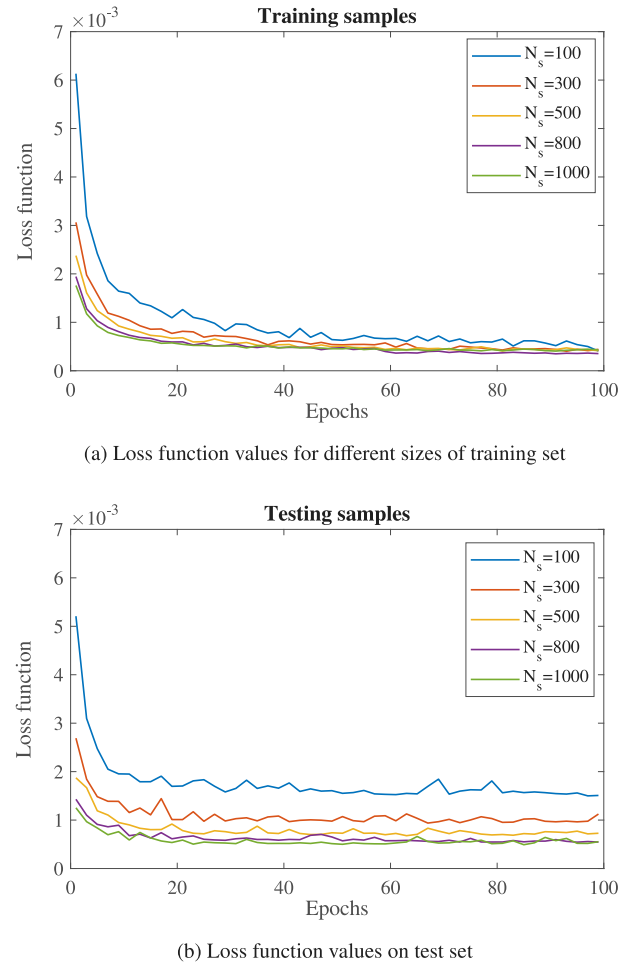 Training samples
×10⁻³
7
6
5
4
3
2
1
0
Loss function
N_s=100
N_s=300
N_s=500
N_s=800
N_s=1000
0 20 40 60 80 100
Epochs
(a) Loss function values for different sizes of training set
Testing samples
×10⁻³
7
6
5
4
3
2
1
0
Loss function
N_s=100
N_s=300
N_s=500
N_s=800
N_s=1000
0 20 40 60 80 100
Epochs
(b) Loss function values on test set